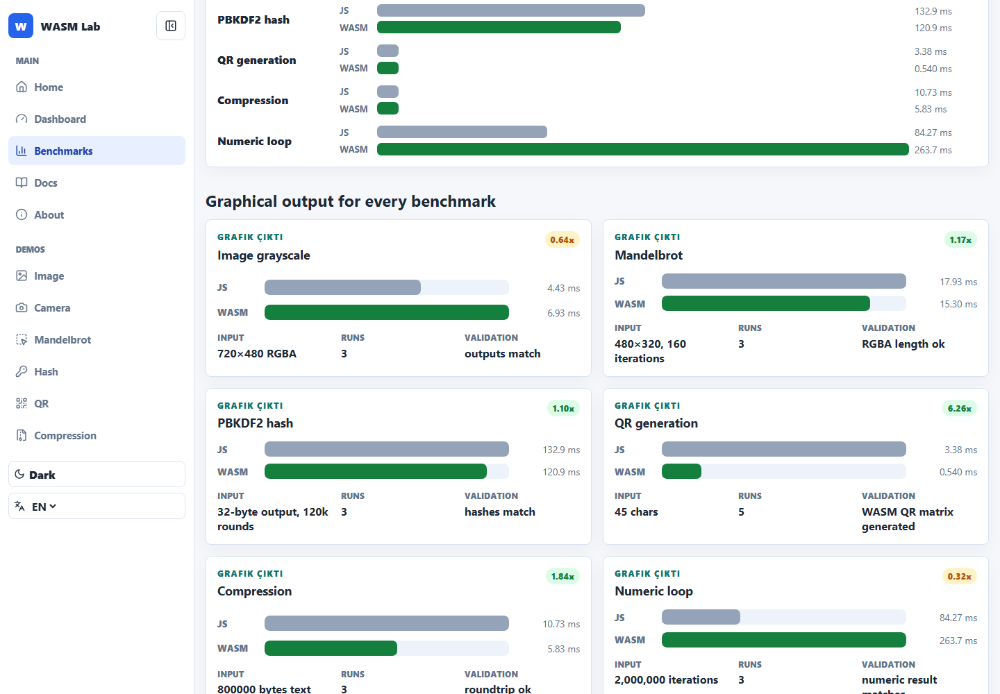 W WASM Lab
MAIN
Home
Dashboard
Benchmarks
Docs
About
DEMOS
Image
Camera
Mandelbrot
Hash
QR
Compression
Dark
EN
PBKDF2 hash
JS 132.9 ms
WASM 120.9 ms
QR generation
JS 3.38 ms
WASM 0.540 ms
Compression
JS 10.73 ms
WASM 5.83 ms
Numeric loop
JS 84.27 ms
WASM 263.7 ms
Graphical output for every benchmark
GRAFIK ÇIKTI 0.64x
Image grayscale
JS 4.43 ms
WASM 6.93 ms
INPUT RUNS VALIDATION
720×480 RGBA 3 outputs match
GRAFIK ÇIKTI 1.17x
Mandelbrot
JS 17.93 ms
WASM 15.30 ms
INPUT RUNS VALIDATION
480×320, 160 3 RGBA length ok
iterations
GRAFIK ÇIKTI 1.10x
PBKDF2 hash
JS 132.9 ms
WASM 120.9 ms
INPUT RUNS VALIDATION
32-byte output, 120k 3 hashes match
rounds
GRAFIK ÇIKTI 6.26x
QR generation
JS 3.38 ms
WASM 0.540 ms
INPUT RUNS VALIDATION
45 chars 5 WASM QR matrix
generated
GRAFIK ÇIKTI 1.84x
Compression
JS 10.73 ms
WASM 5.83 ms
INPUT RUNS VALIDATION
800000 bytes text 3 roundtrip ok
GRAFIK ÇIKTI 0.32x
Numeric loop
JS 84.27 ms
WASM 263.7 ms
INPUT RUNS VALIDATION
2,000,000 iterations 3 numeric result
matches